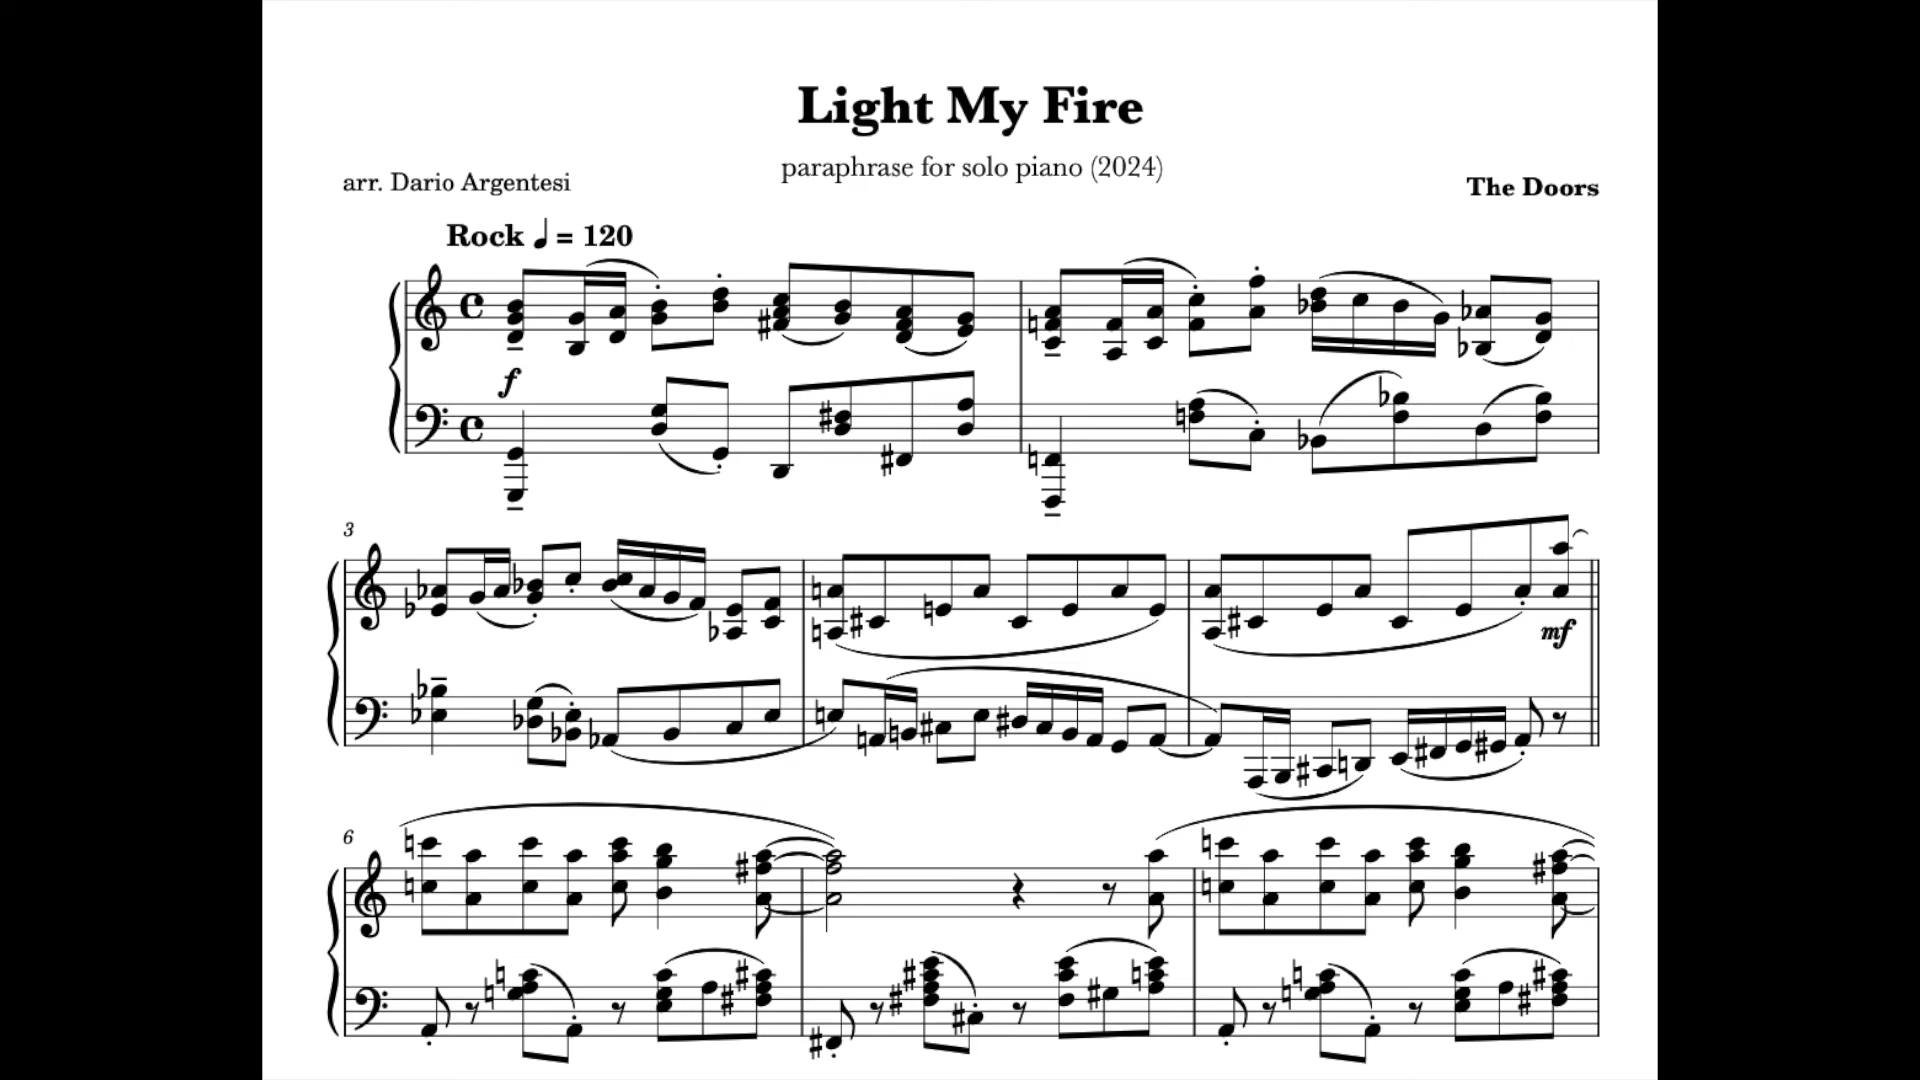 Light My Fire
paraphrase for solo piano (2024)
arr. Dario Argentesi
The Doors
Rock ♩ = 120
f
3
mf
6